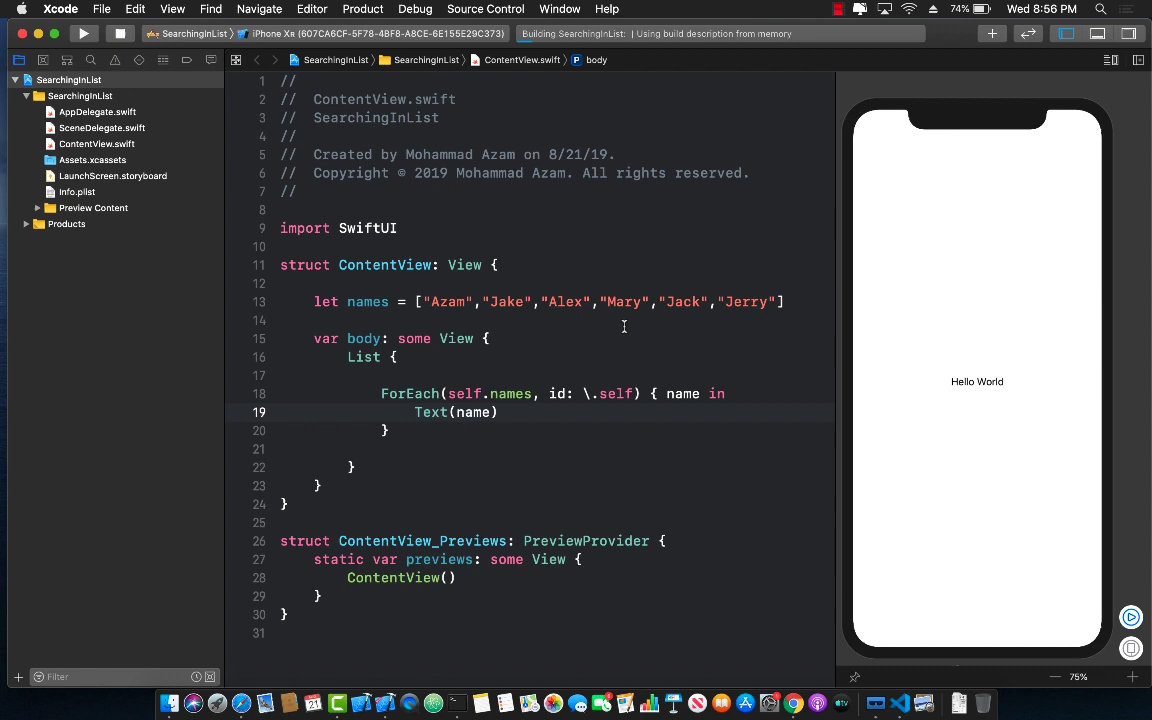 Xcode File Edit View Find Navigate Editor Product Debug Source Control Window Help 74% Wed 8:56 PM
SearchingInList iPhone XR (607CA6CF-5F78-4BF8-A8CE-6E155E29C373) Building SearchingInList: | Using build description from memory
SearchingInList SearchingInList ContentView.swift P body
SearchingInList
SearchingInList
AppDelegate.swift
SceneDelegate.swift
ContentView.swift
Assets.xcassets
LaunchScreen.storyboard
Info.plist
Preview Content
Products
1 //
2 // ContentView.swift
3 // SearchingInList
4 //
5 // Created by Mohammad Azam on 8/21/19.
6 // Copyright © 2019 Mohammad Azam. All rights reserved.
7 //
8
9 import SwiftUI
10
11 struct ContentView: View {
12
13 let names = ["Azam","Jake","Alex","Mary","Jack","Jerry"]
14
15 var body: some View {
16 List {
17
18 ForEach(self.names, id: \.self) { name in
19 Text(name)
20 }
21
22 }
23 }
24 }
25
26 struct ContentView_Previews: PreviewProvider {
27 static var previews: some View {
28 ContentView()
29 }
30 }
31
Hello World
Filter
75%